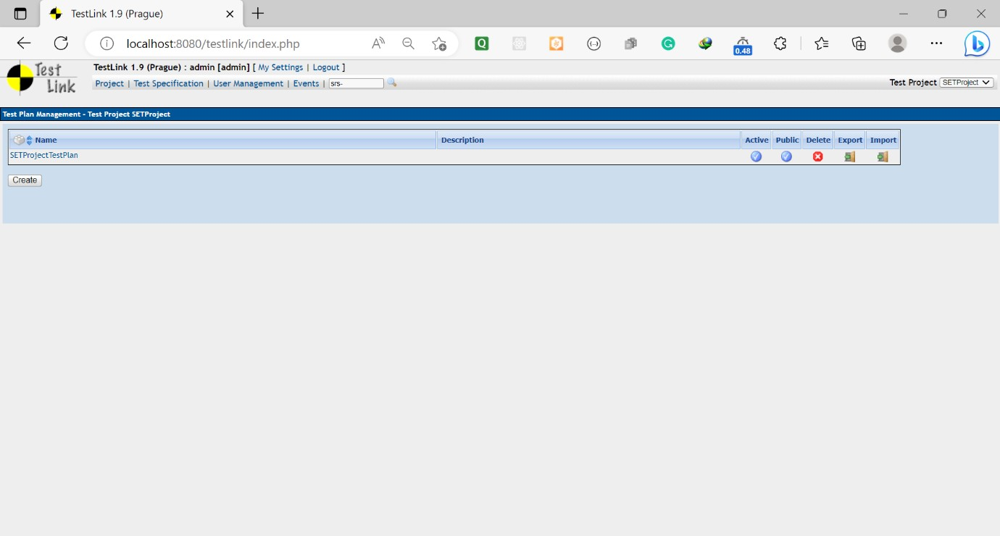 TestLink 1.9 (Prague)
localhost:8080/testlink/index.php
0.48
Test Link
TestLink 1.9 (Prague) : admin [admin] [ My Settings | Logout ]
Project | Test Specification | User Management | Events | srs-
Test Project SETProject
Test Plan Management - Test Project SETProject
Name Description Active Public Delete Export Import
SETProjectTestPlan
Create